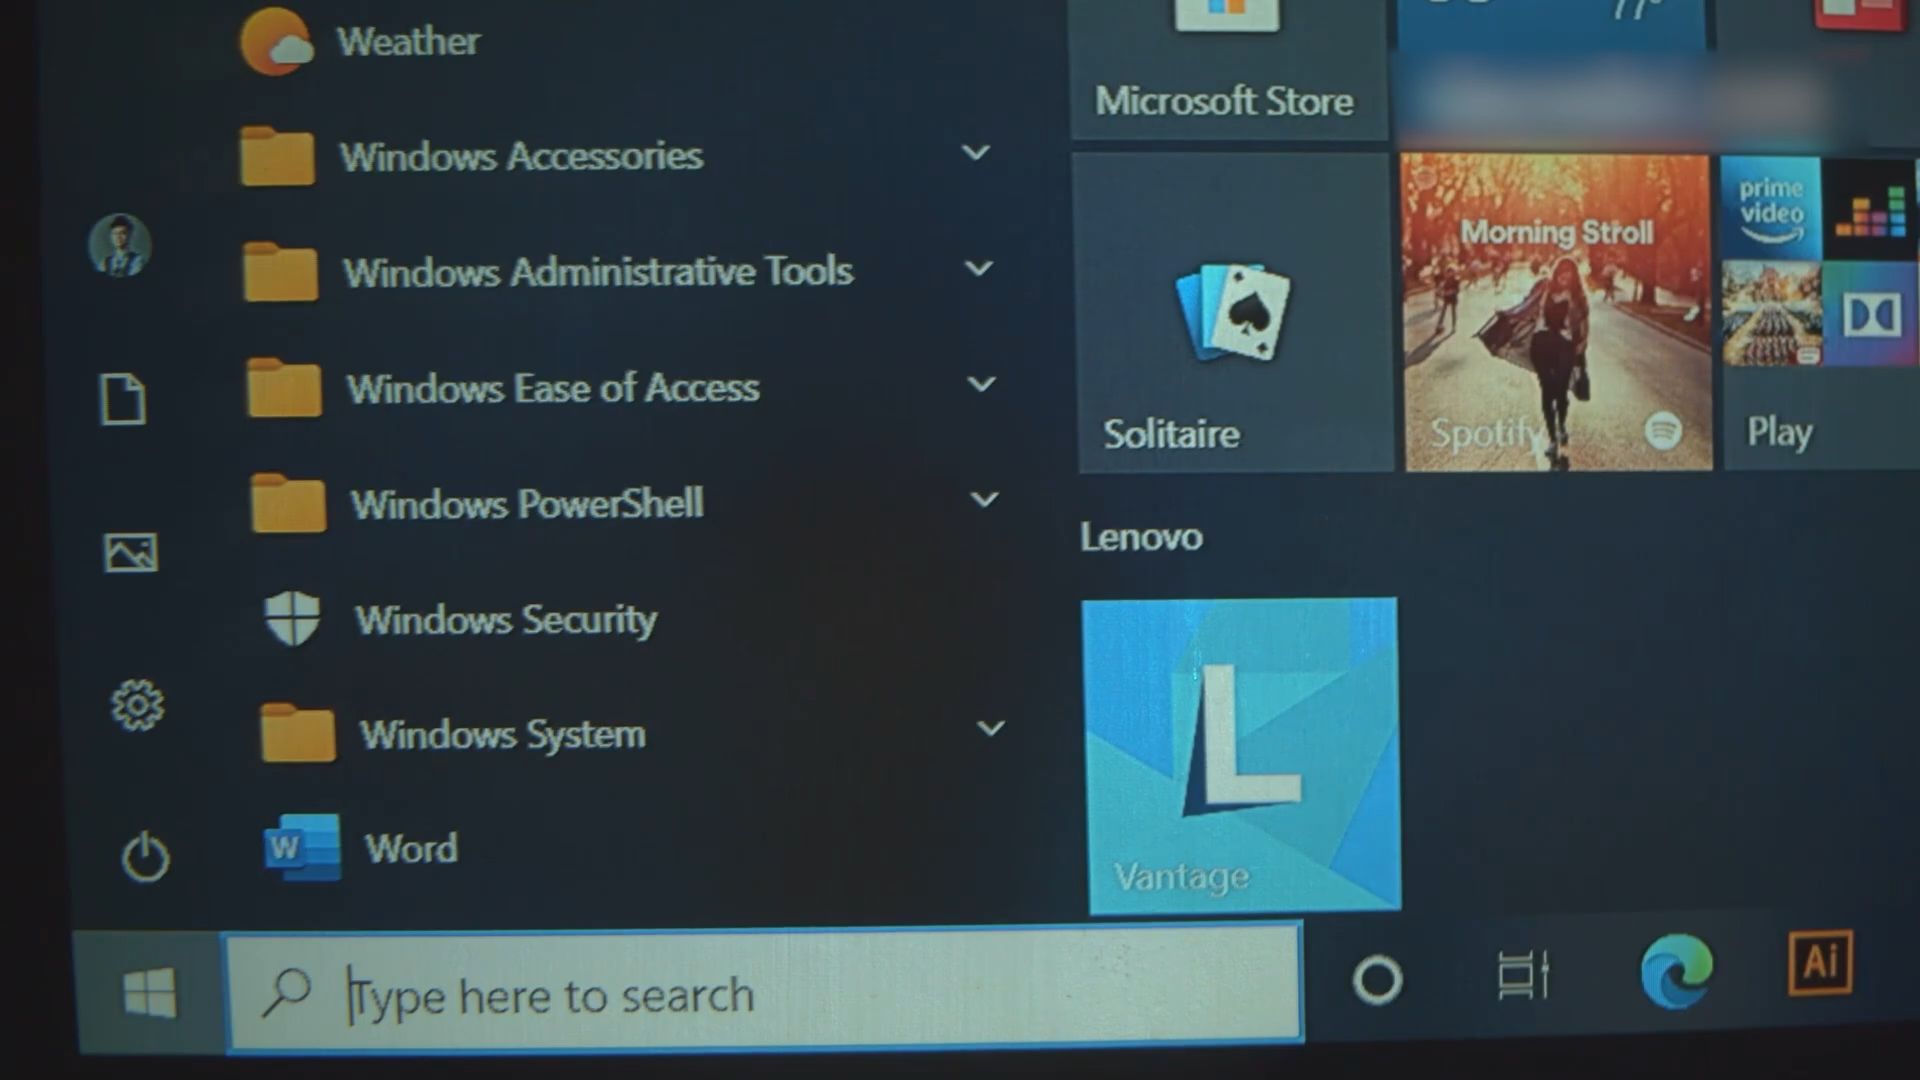 Weather
Windows Accessories
Windows Administrative Tools
Windows Ease of Access
Windows PowerShell
Windows Security
Windows System
W
Word
Type here to search
77°
Microsoft Store
Solitaire
Morning Stroll
Spotify
prime
video
Play
Lenovo
L
Vantage
Ai